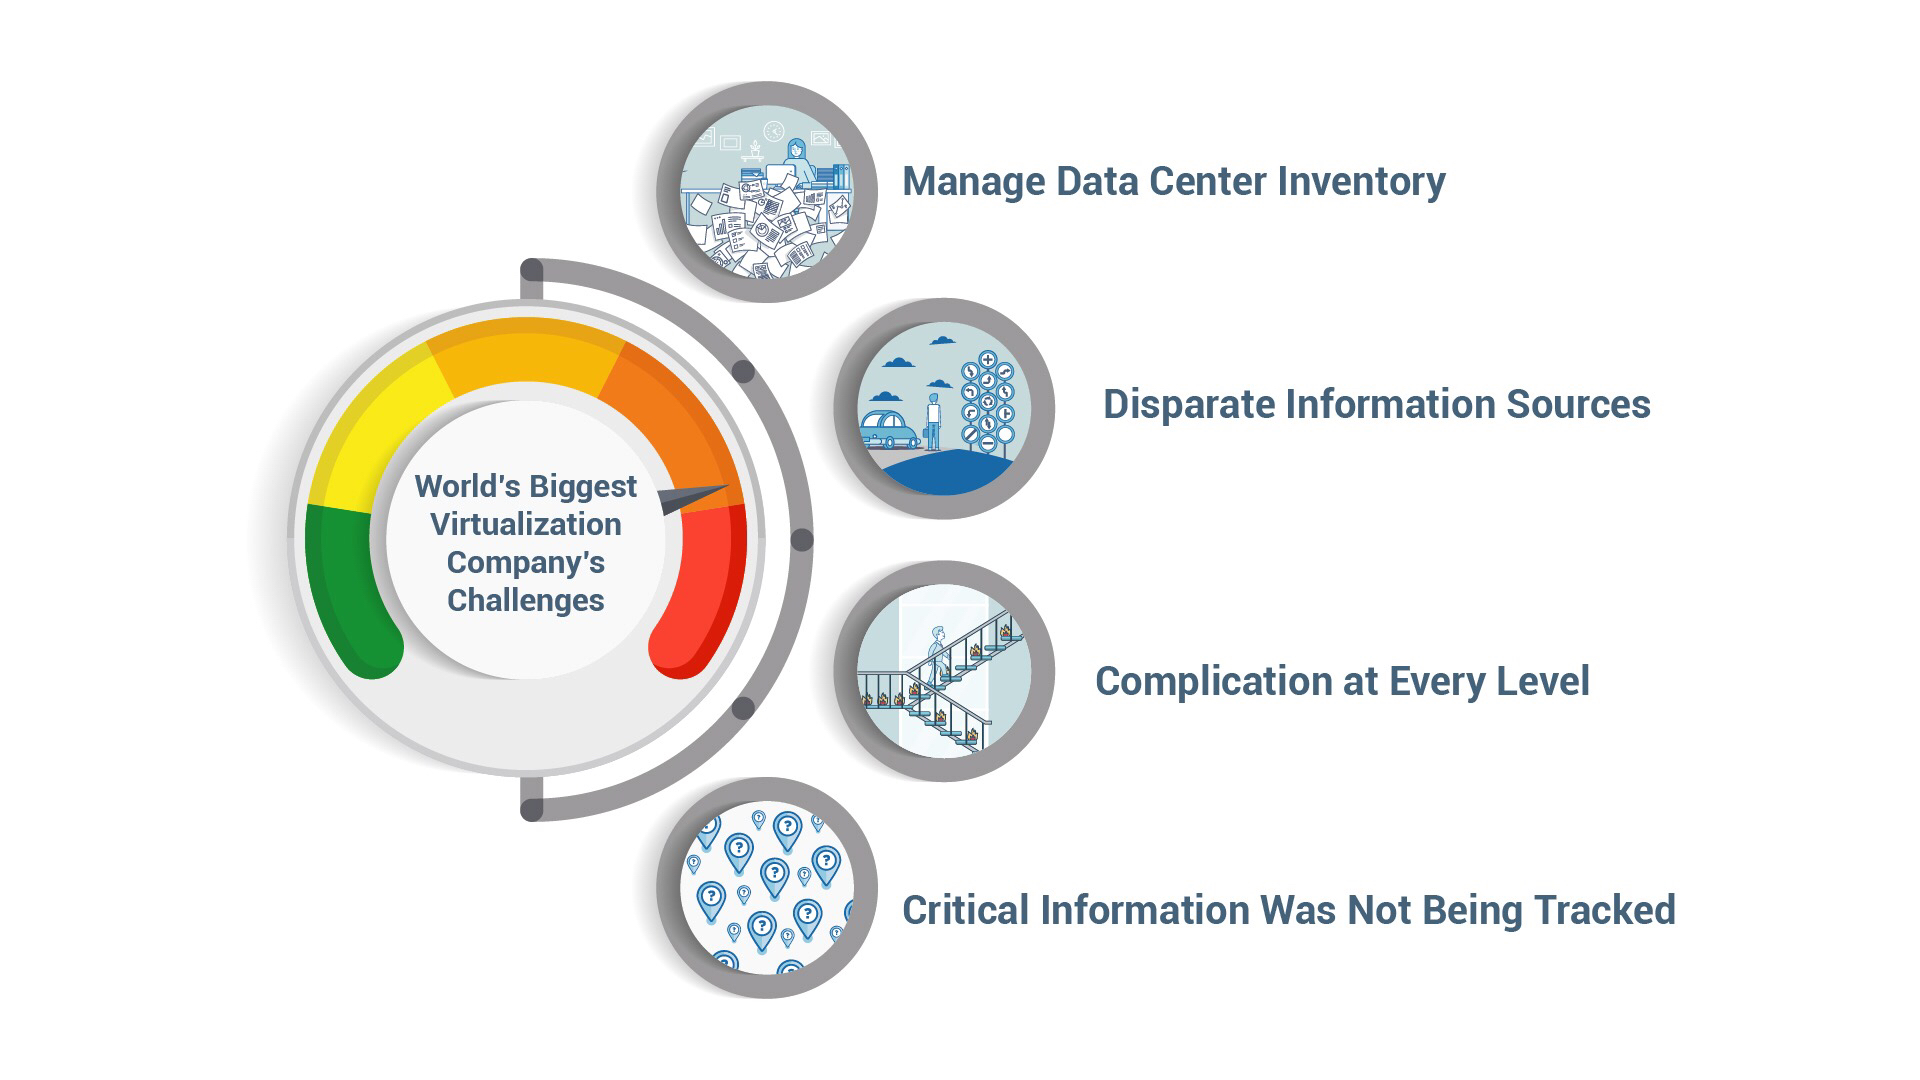 Manage Data Center Inventory
Disparate Information Sources
World's Biggest
Virtualization
Company's
Challenges
Complication at Every Level
Critical Information Was Not Being Tracked